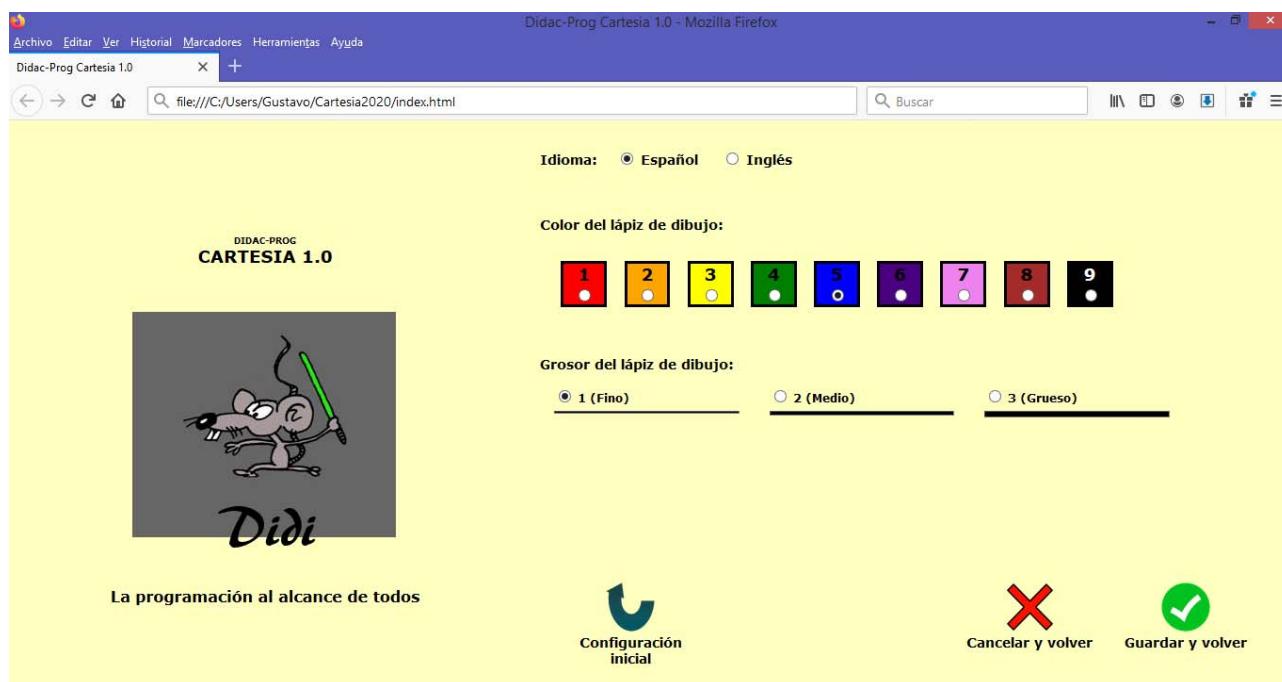 Didac-Prog Cartesia 1.0 - Mozilla Firefox
Archivo Editar Ver Historial Marcadores Herramientas Ayuda
Didac-Prog Cartesia 1.0
file:///C:/Users/Gustavo/Cartesia2020/index.html
Buscar
Idioma: Español Inglés
DIDAC-PROG
CARTESIA 1.0
Didi
La programación al alcance de todos
Color del lápiz de dibujo:
1 2 3 4 5 6 7 8 9
Grosor del lápiz de dibujo:
1 (Fino) 2 (Medio) 3 (Grueso)
Configuración
inicial
Cancelar y volver
Guardar y volver